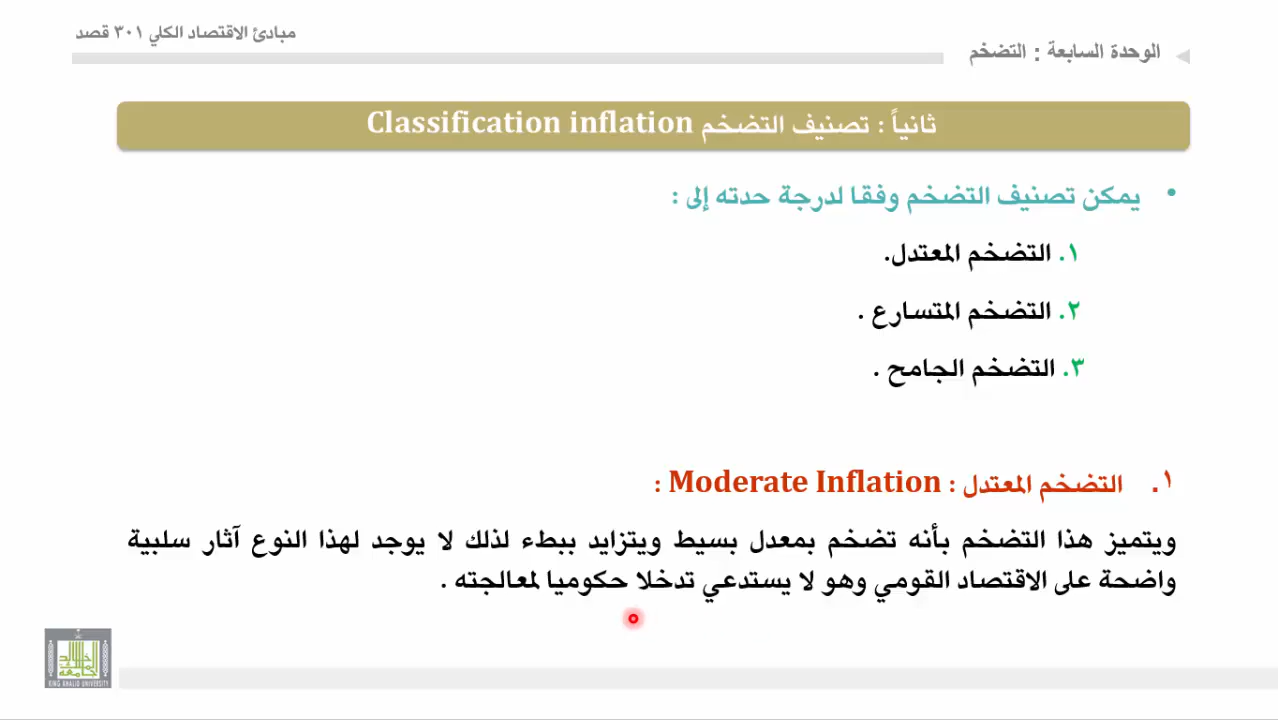 مبادئ الاقتصاد الكلي ٣٠١ قصد
الوحدة السابعة : التضخم
ثانياً : تصنيف التضخم Classification inflation
• يمكن تصنيف التضخم وفقا لدرجة حدته إلى :
١. التضخم المعتدل.
٢. التضخم المتسارع .
٣. التضخم الجامح .
١. التضخم المعتدل : Moderate Inflation :
ويتميز هذا التضخم بأنه تضخم بمعدل بسيط ويتزايد ببطء لذلك لا يوجد لهذا النوع آثار سلبية
واضحة على الاقتصاد القومي وهو لا يستدعي تدخلا حكوميا لمعالجته .
KING KHALID UNIVERSITY